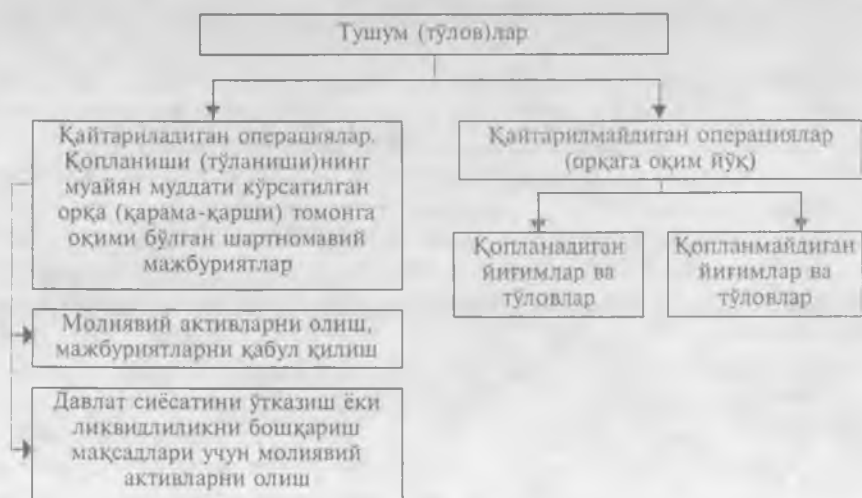 Тушум (тўлов)лар
Қайтариладиган операциялар.
Қопланиши (тўланиши)нинг
муайян муддати кўрсатилган
орқа (қарама-қарши) томонга
оқими бўлган шартномавий
мажбуриятлар
Молиявий активларни олиш,
мажбуриятларни қабул қилиш
Давлат сиёсатини ўтказиш ёки
ликвидлиликни бошқариш
мақсадлари учун молиявий
активларни олиш
Қайтарилмайдиган операциялар
(орқага оқим йўқ)
Қопланадиган
йиғимлар ва
тўловлар
Қопланмайдиган
йиғимлар ва
тўловлар